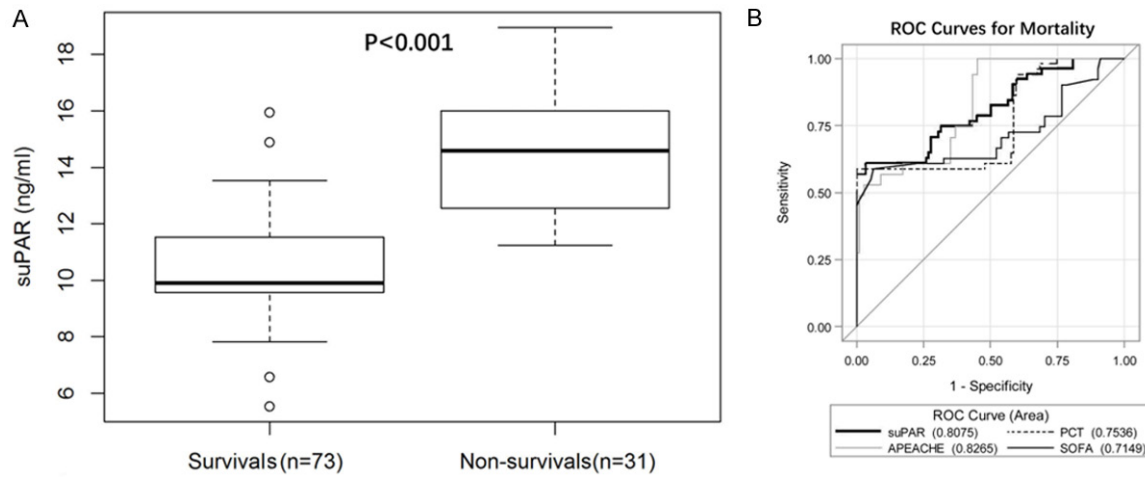 A
P<0.001
suPAR (ng/ml)
18
16
14
12
10
8
6
Survivals(n=73)
Non-survivals(n=31)
B
ROC Curves for Mortality
Sensitivity
1.00
0.75
0.50
0.25
0.00
0.00 0.25 0.50 0.75 1.00
1 - Specificity
ROC Curve (Area)
suPAR (0.8075) PCT (0.7536)
APEACHE (0.8265) SOFA (0.7149)